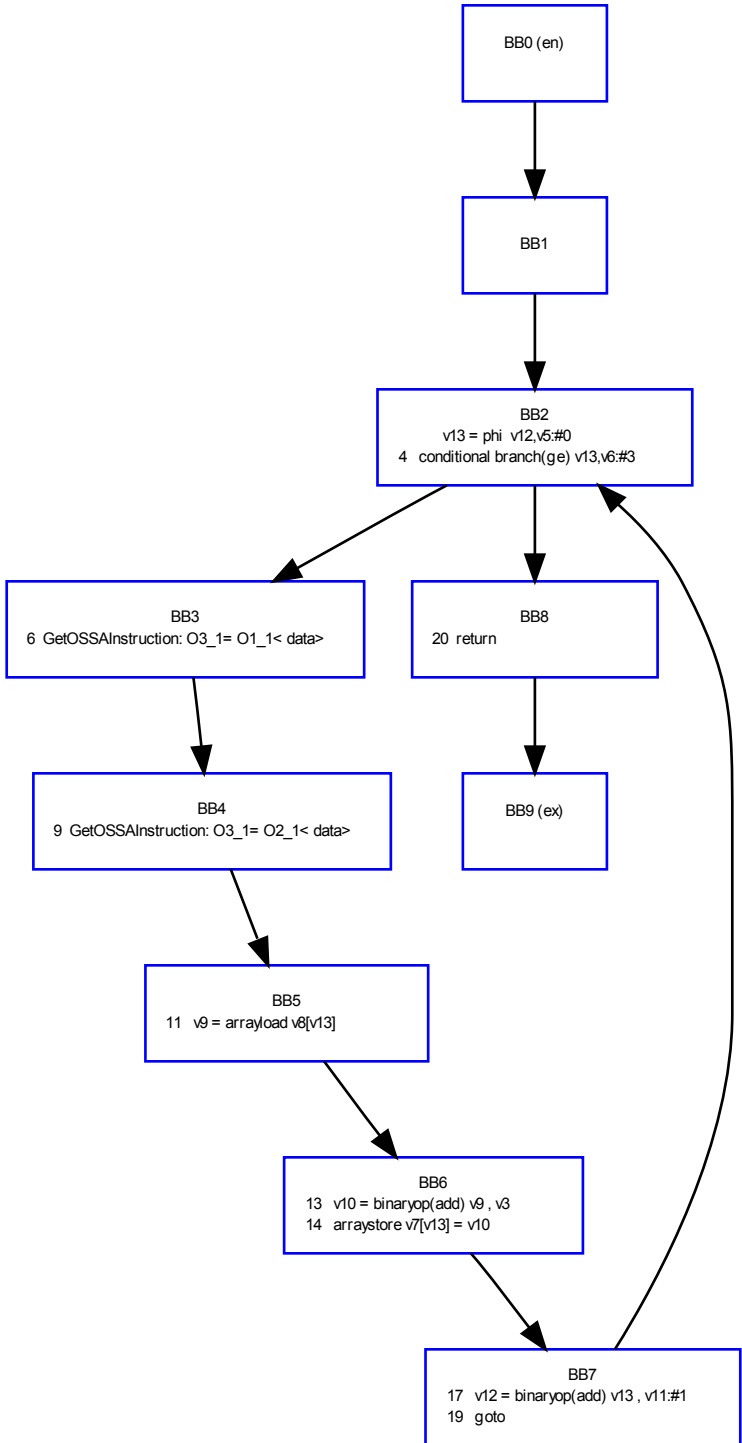 BB0 (en)
BB1
BB2
v13 = phi v12,v5:#0
4 conditional branch(ge) v13,v6:#3
BB3
6 GetOSSAInstruction: O3_1= O1_1< data>
BB8
20 return
BB4
9 GetOSSAInstruction: O3_1= O2_1< data>
BB9 (ex)
BB5
11 v9 = arrayload v8[v13]
BB6
13 v10 = binaryop(add) v9 , v3
14 arraystore v7[v13] = v10
BB7
17 v12 = binaryop(add) v13 , v11:#1
19 goto